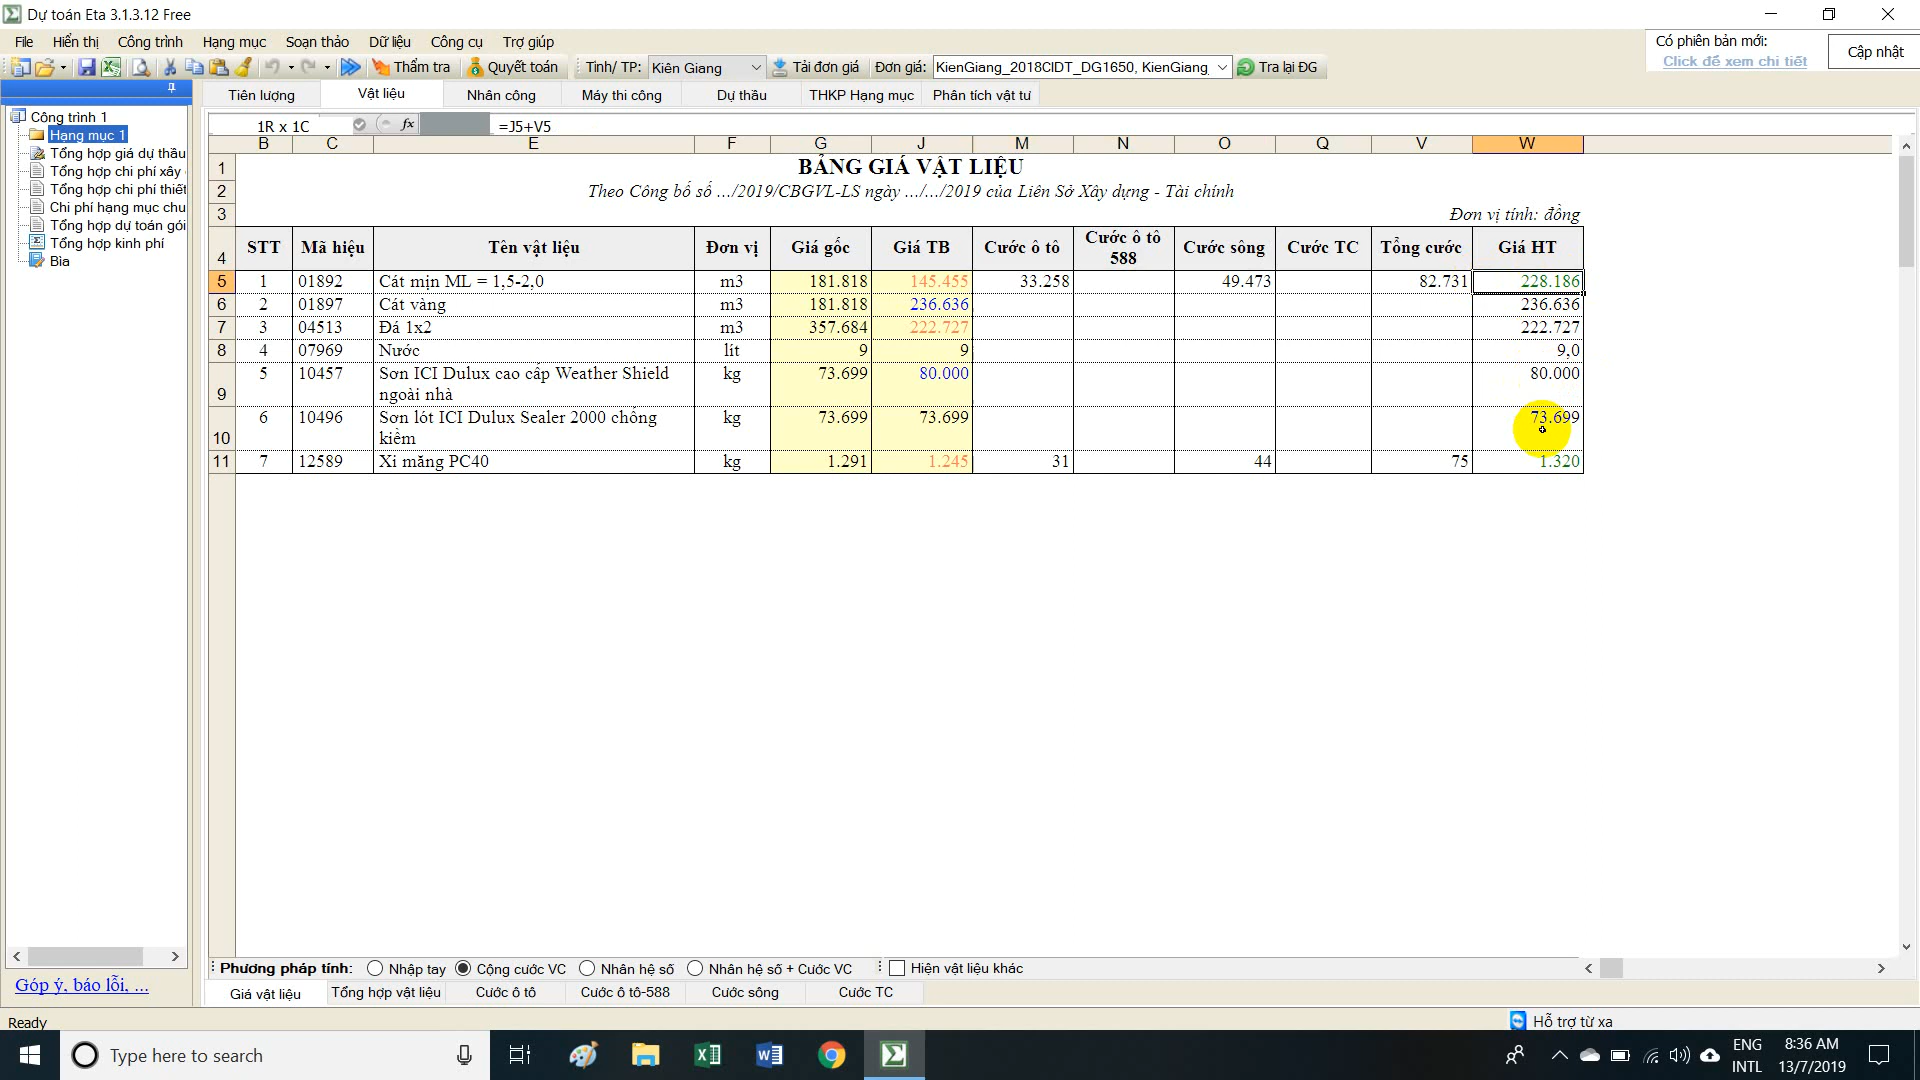 Dự toán Eta 3.1.3.12 Free
File Hiển thị Công trình Hạng mục Soạn thảo Dữ liệu Công cụ Trợ giúp
Có phiên bản mới:
Click để xem chi tiết
Cập nhật
Thẩm tra Quyết toán Tỉnh/ TP: Kiên Giang Tải đơn giá Đơn giá: KienGiang_2018CIDT_DG1650, KienGiang_ Tra lại ĐG
Tiên lượng Vật liệu Nhân công Máy thi công Dự thầu THKP Hạng mục Phân tích vật tư
Công trình 1
Hạng mục 1
Tổng hợp giá dự thầu
Tổng hợp chi phí xây
Tổng hợp chi phí thiết
Chi phí hạng mục chu
Tổng hợp dự toán gói
Tổng hợp kinh phí
Bìa
Góp ý, báo lỗi, ...
1R x 1C fx =J5+V5
B C E F G J M N O Q V W
1 BẢNG GIÁ VẬT LIỆU
2 Theo Công bố số .../2019/CBGVL-LS ngày .../.../2019 của Liên Sở Xây dựng - Tài chính
3 Đơn vị tính: đồng
4 STT Mã hiệu Tên vật liệu Đơn vị Giá gốc Giá TB Cước ô tô Cước ô tô 588 Cước sông Cước TC Tổng cước Giá HT
5 1 01892 Cát mịn ML = 1,5-2,0 m3 181.818 145.455 33.258 49.473 82.731 228.186
6 2 01897 Cát vàng m3 181.818 236.636 236.636
7 3 04513 Đá 1x2 m3 357.684 222.727 222.727
8 4 07969 Nước lít 9 9 9,0
9 5 10457 Sơn ICI Dulux cao cấp Weather Shield ngoài nhà kg 73.699 80.000 80.000
10 6 10496 Sơn lót ICI Dulux Sealer 2000 chống kiềm kg 73.699 73.699 73.699
11 7 12589 Xi măng PC40 kg 1.291 1.245 31 44 75 1.320
Phương pháp tính: Nhập tay Cộng cước VC Nhân hệ số Nhân hệ số + Cước VC Hiện vật liệu khác
Giá vật liệu Tổng hợp vật liệu Cước ô tô Cước ô tô-588 Cước sông Cước TC
Ready
Hỗ trợ từ xa
Type here to search
ENG
INTL
8:36 AM
13/7/2019